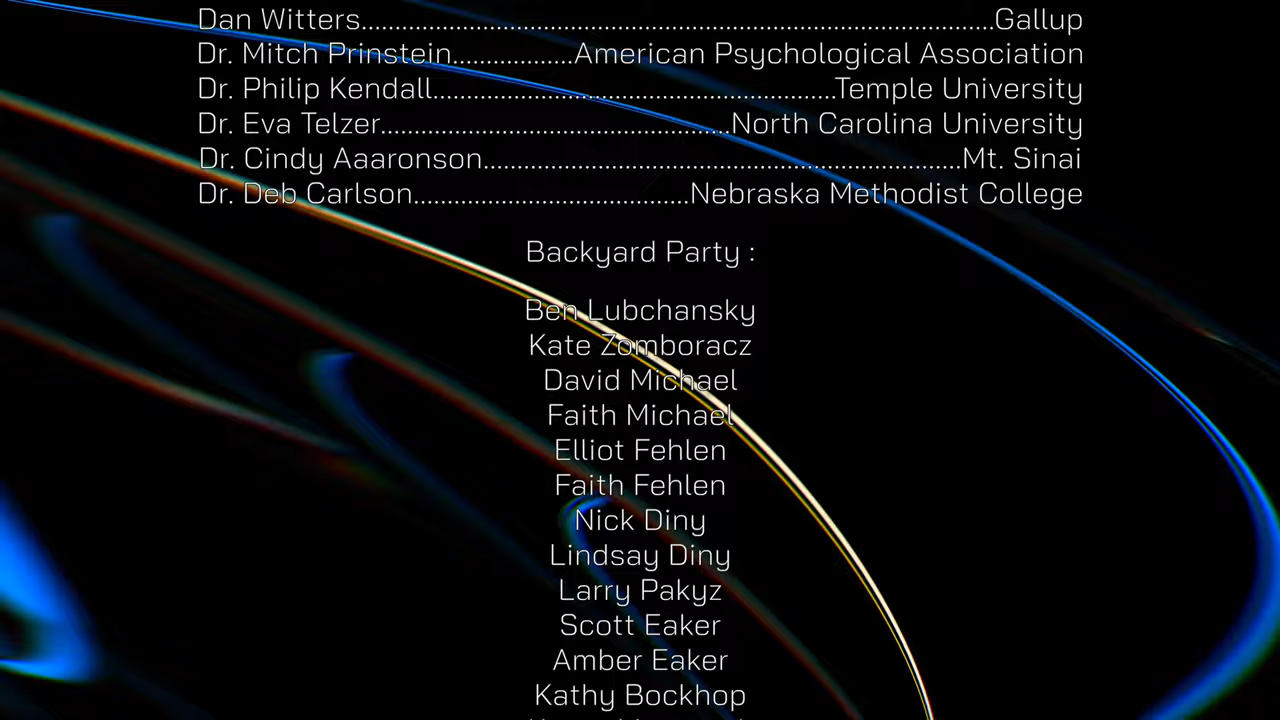 Dan Witters..............................................................................................Gallup
Dr. Mitch Prinstein..................American Psychological Association
Dr. Philip Kendall............................................................Temple University
Dr. Eva Telzer....................................................North Carolina University
Dr. Cindy Aaaronson.......................................................................Mt. Sinai
Dr. Deb Carlson.........................................Nebraska Methodist College
Backyard Party :
Ben Lubchansky
Kate Zomboracz
David Michael
Faith Michael
Elliot Fehlen
Faith Fehlen
Nick Diny
Lindsay Diny
Larry Pakyz
Scott Eaker
Amber Eaker
Kathy Bockhop